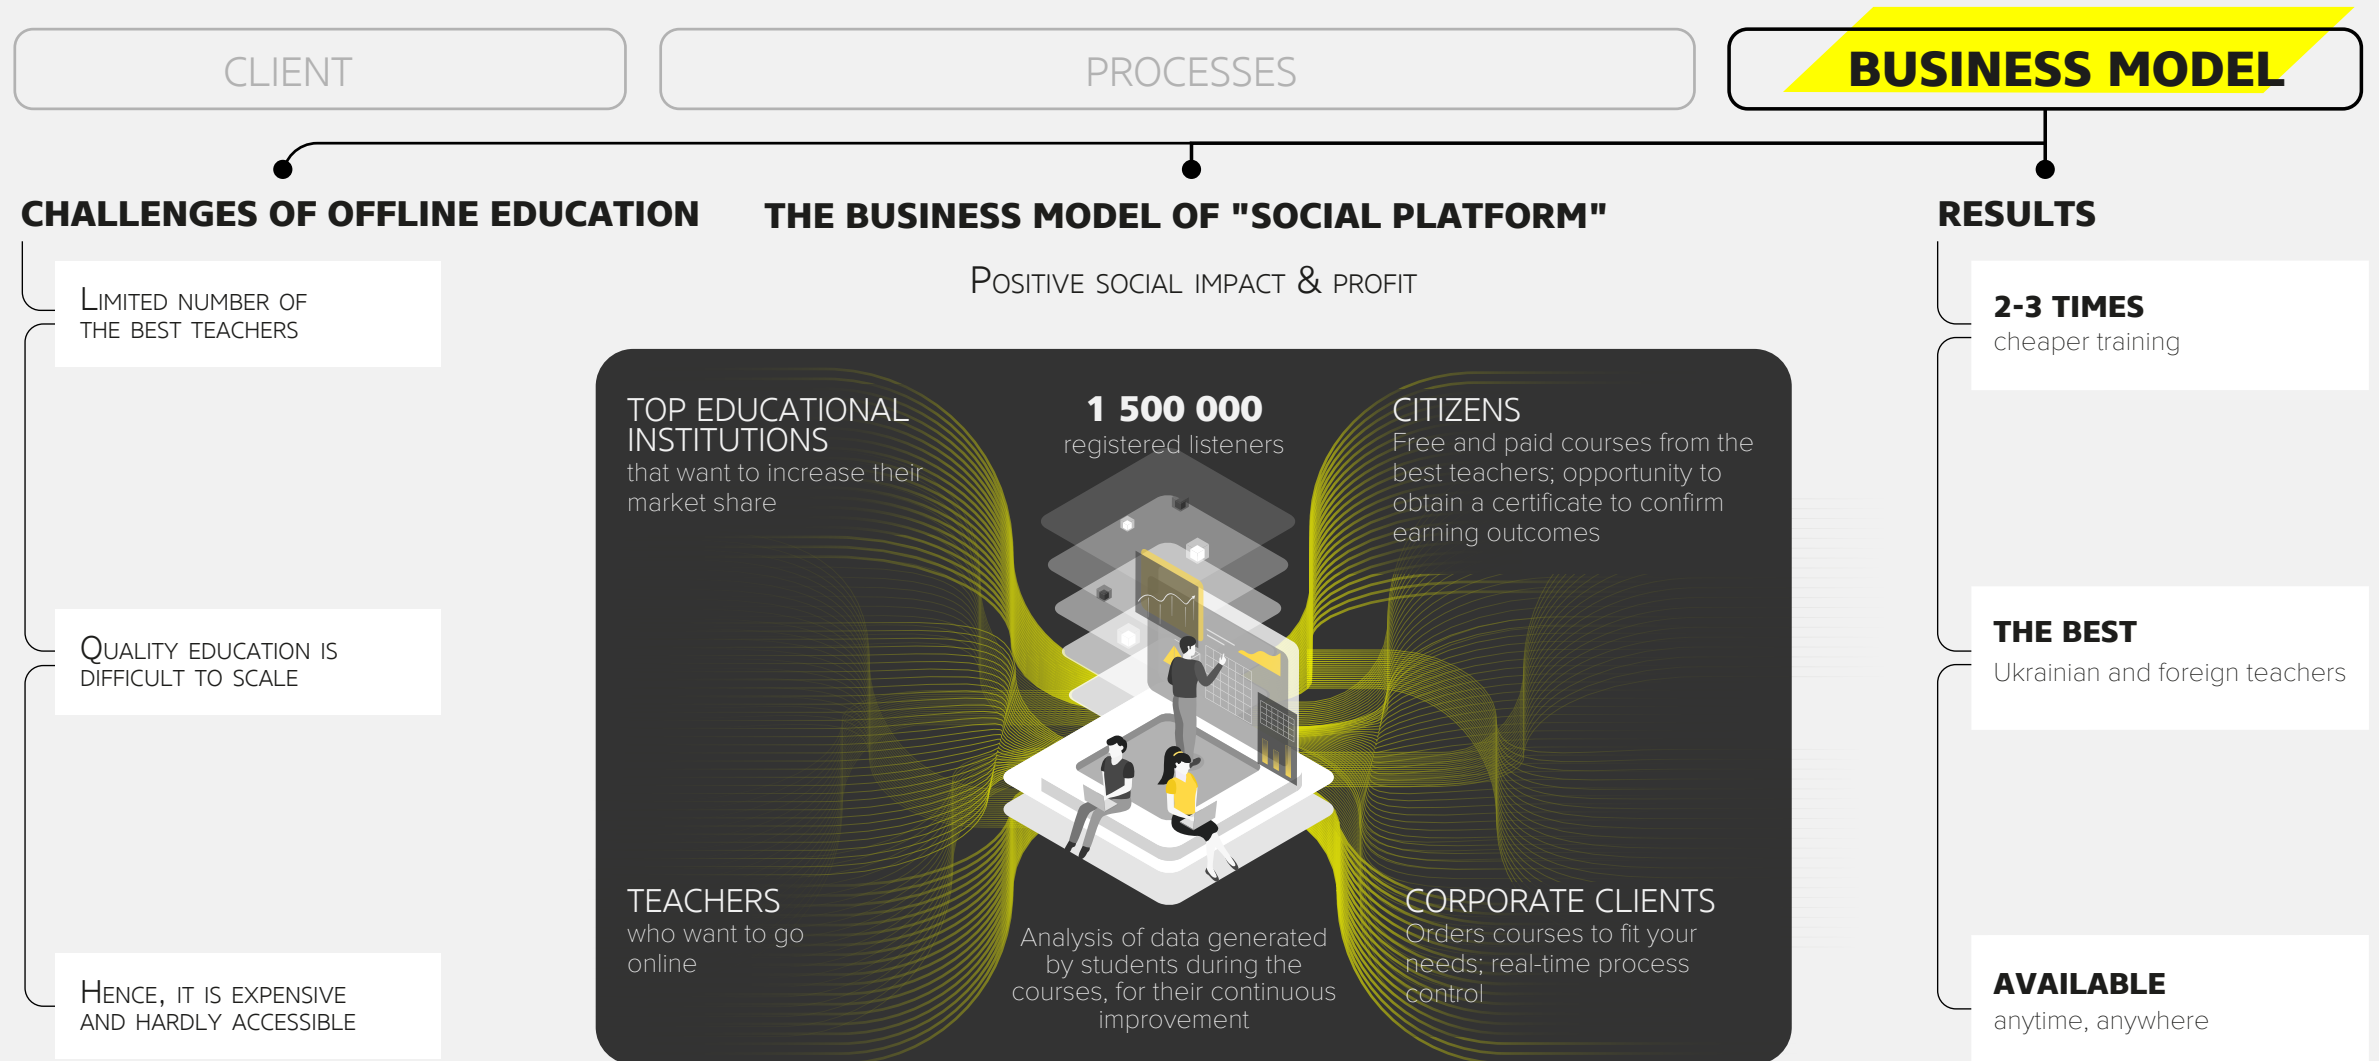 CLIENT
PROCESSES
BUSINESS MODEL
CHALLENGES OF OFFLINE EDUCATION
LIMITED NUMBER OF
THE BEST TEACHERS
QUALITY EDUCATION IS
DIFFICULT TO SCALE
HENCE, IT IS EXPENSIVE
AND HARDLY ACCESSIBLE
THE BUSINESS MODEL OF "SOCIAL PLATFORM"
POSITIVE SOCIAL IMPACT & PROFIT
TOP EDUCATIONAL
INSTITUTIONS
that want to increase their
market share
1 500 000
registered listeners
CITIZENS
Free and paid courses from the
best teachers; opportunity to
obtain a certificate to confirm
earning outcomes
TEACHERS
who want to go
online
Analysis of data generated
by students during the
courses, for their continuous
improvement
CORPORATE CLIENTS
Orders courses to fit your
needs; real-time process
control
RESULTS
2-3 TIMES
cheaper training
THE BEST
Ukrainian and foreign teachers
AVAILABLE
anytime, anywhere